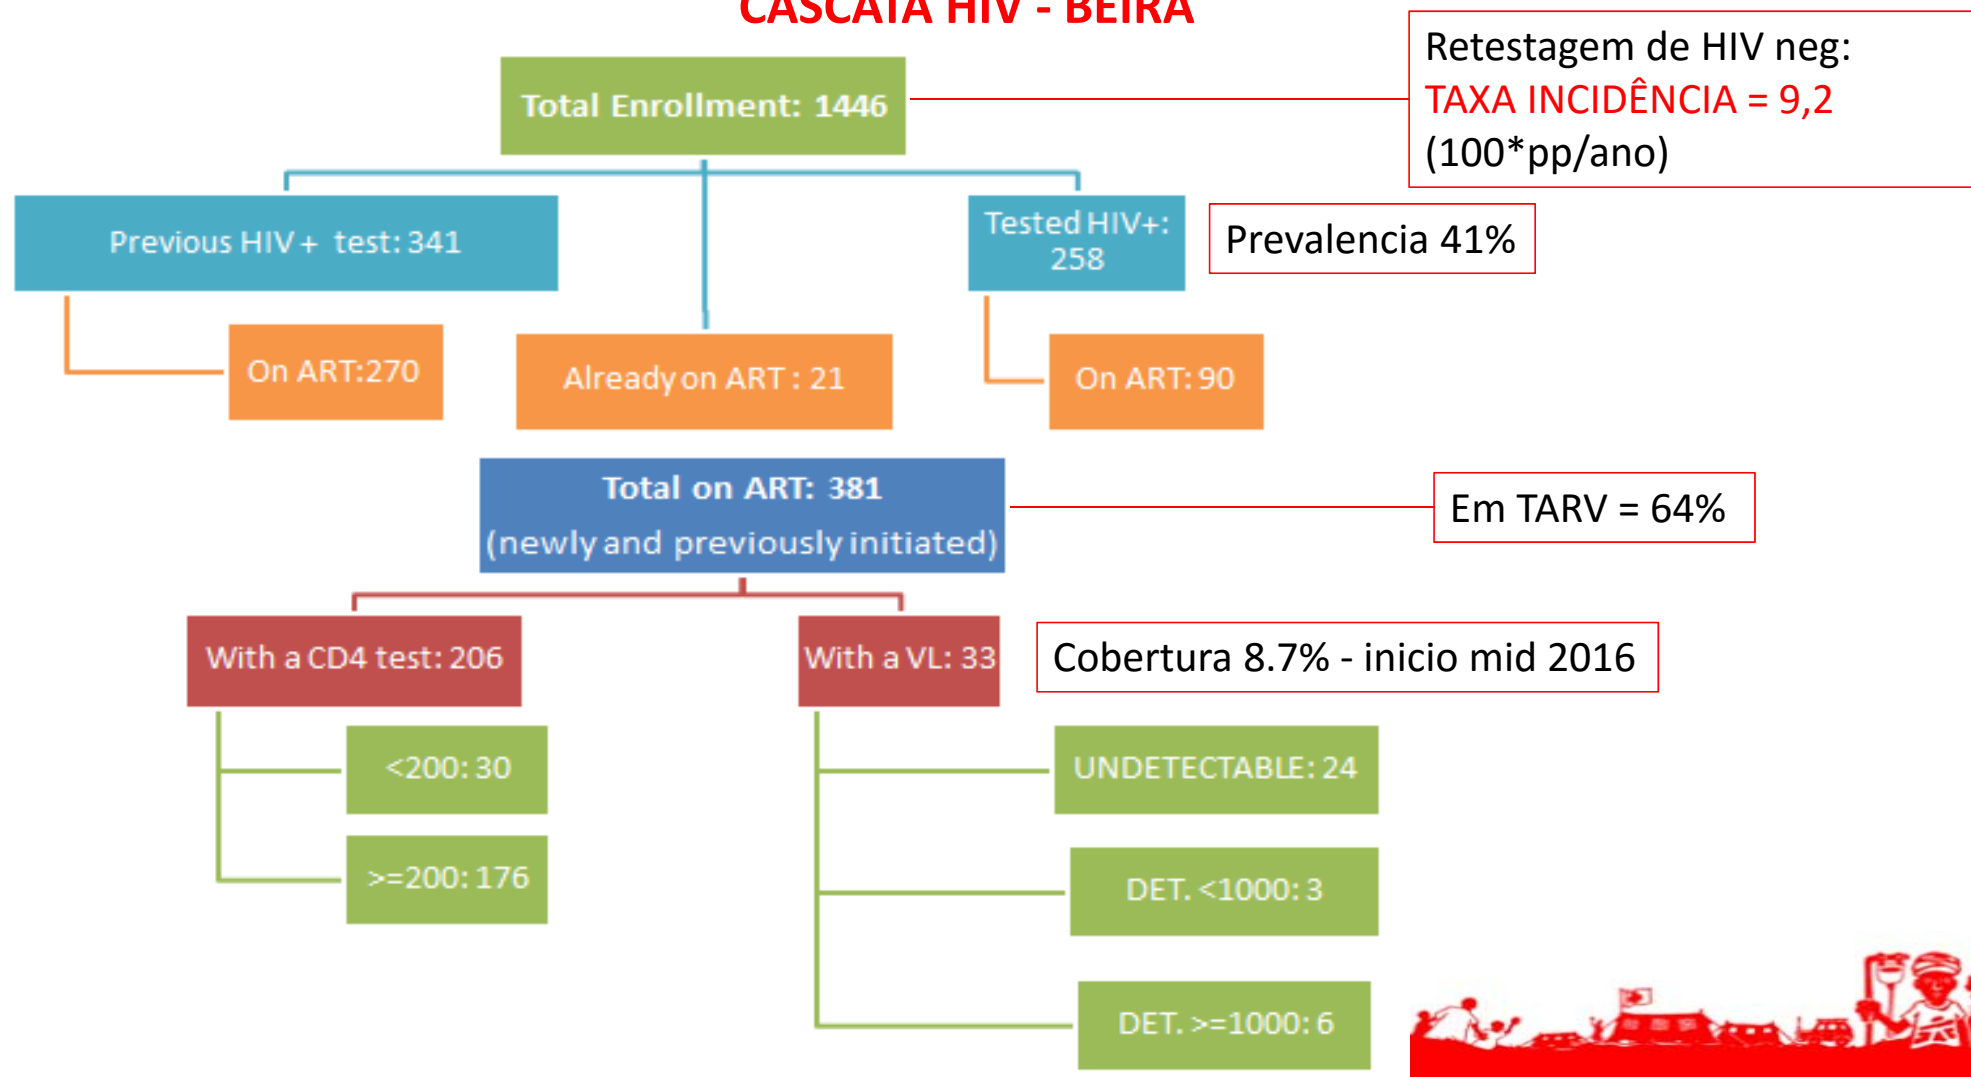 CASCATA HIV - BEIRA
Retestagem de HIV neg:
TAXA INCIDÊNCIA = 9,2
(100*pp/ano)
Total Enrollment: 1446
Previous HIV + test: 341
Tested HIV+:
258
Prevalencia 41%
On ART:270
Already on ART : 21
On ART: 90
Total on ART: 381
(newly and previously initiated)
Em TARV = 64%
With a CD4 test: 206
With a VL: 33
Cobertura 8.7% - inicio mid 2016
<200: 30
UNDETECTABLE: 24
>=200: 176
DET. <1000: 3
DET. >=1000: 6